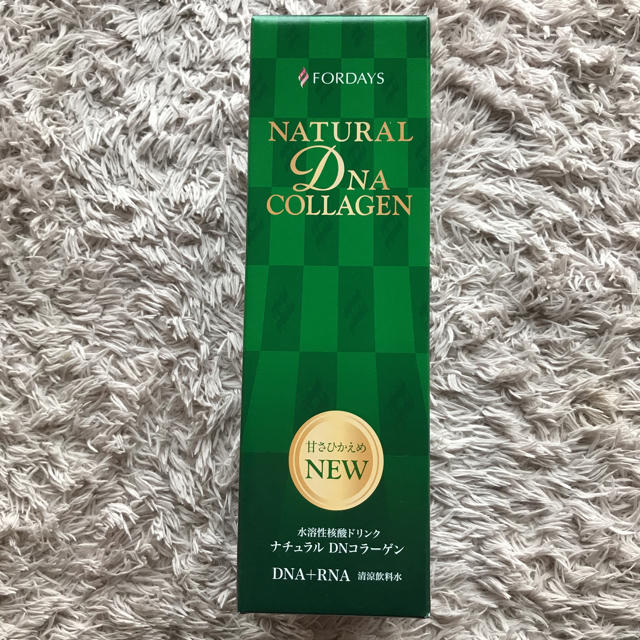 FORDAYS
NATURAL
DNA
COLLAGEN
甘さひかえめ
NEW
水溶性核酸ドリンク
ナチュラル DNコラーゲン
DNA+RNA 清涼飲料水